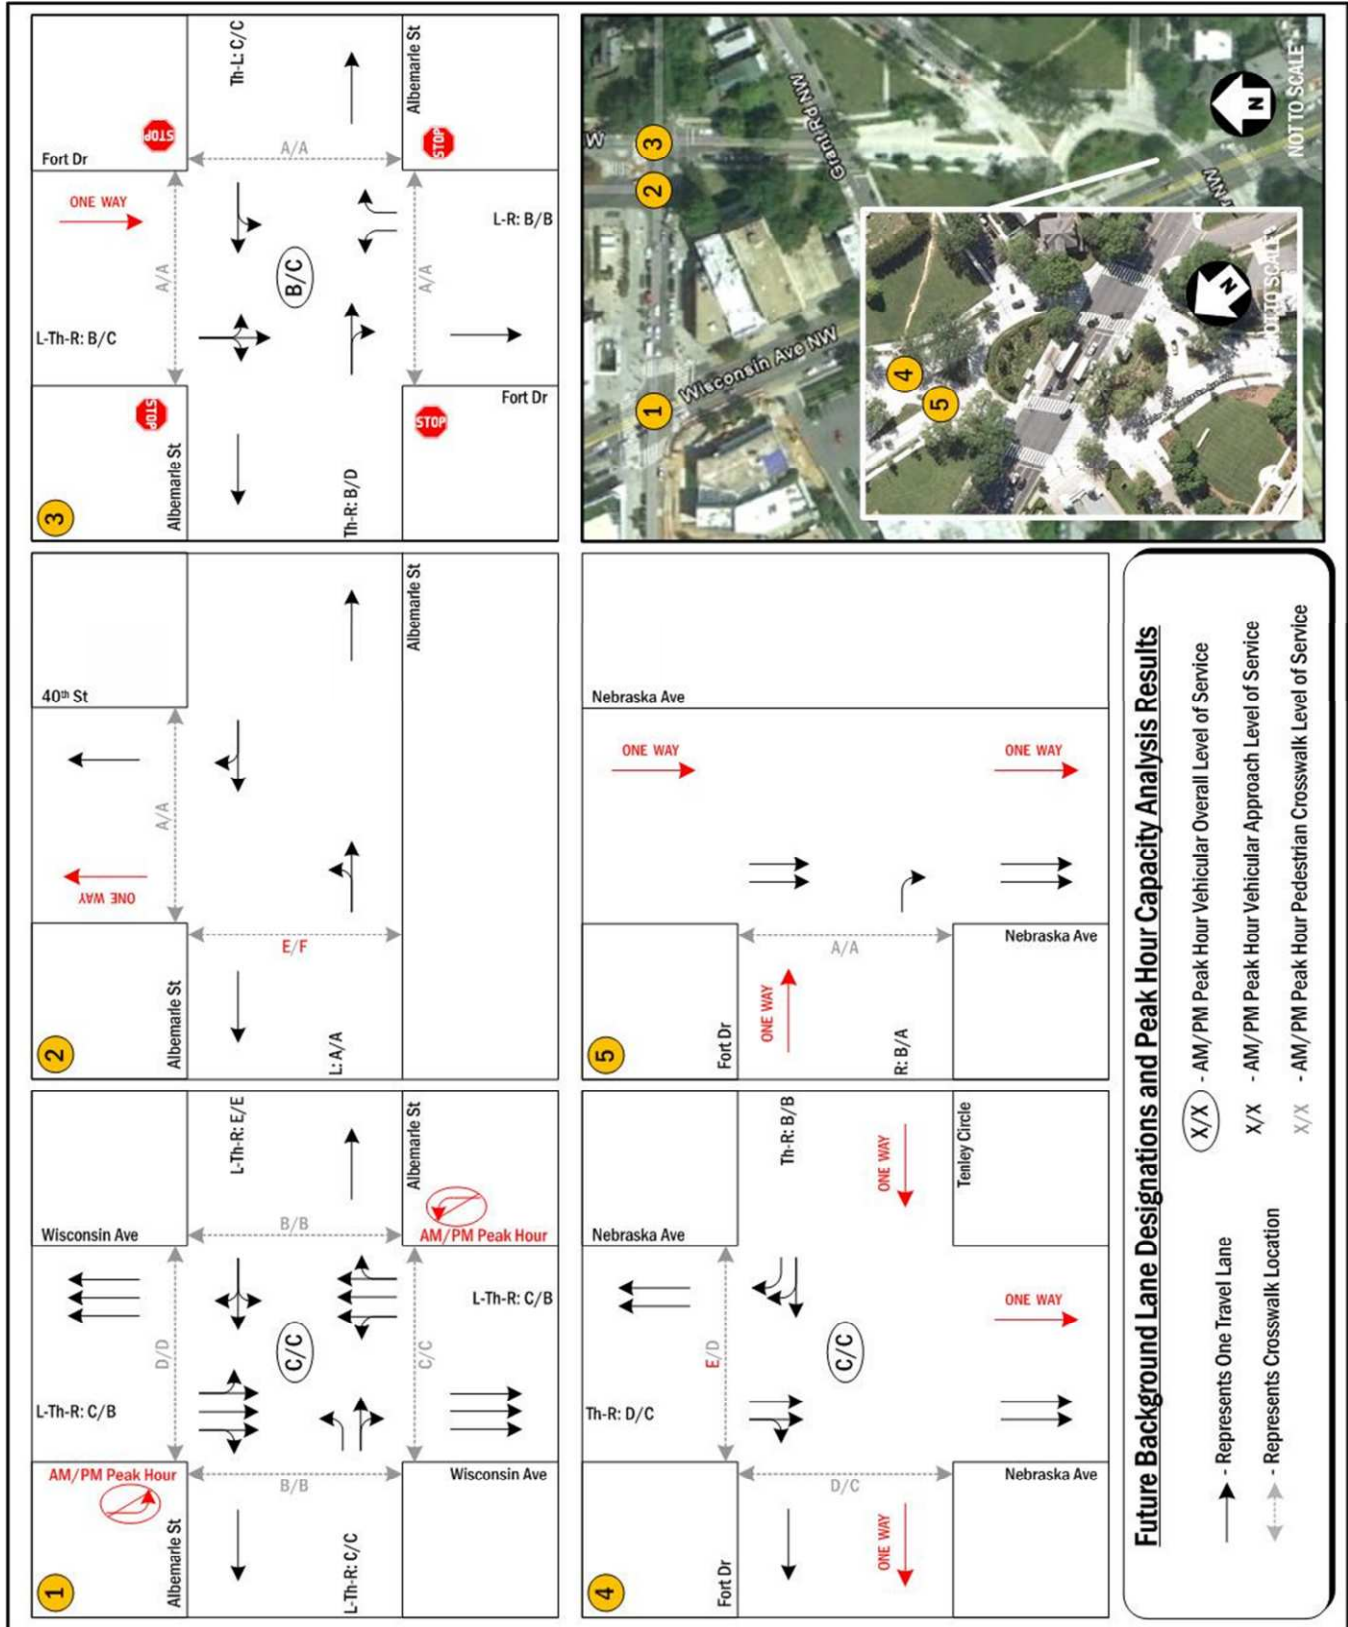 1
Albemarle St
AM/PM Peak Hour
L-Th-R: C/B
D/D
Wisconsin Ave
L-Th-R: E/E
B/B
C/C
B/B
L-Th-R: C/C
C/C
L-Th-R: C/B
Wisconsin Ave
AM/PM Peak Hour
Albemarle St
2
Albemarle St
ONE WAY
A/A
40th St
E/F
L: A/A
Albemarle St
3
Albemarle St
STOP
L-Th-R: B/C
A/A
ONE WAY
Fort Dr
STOP
Th-L: C/C
A/A
B/C
Th-R: B/D
A/A
L-R: B/B
STOP
Fort Dr
STOP
Albemarle St
4
Fort Dr
Th-R: D/C
E/D
Nebraska Ave
Th-R: B/B
C/C
D/C
ONE WAY
ONE WAY
Tenley Circle
ONE WAY
Nebraska Ave
5
Fort Dr
ONE WAY
Nebraska Ave
ONE WAY
A/A
R: B/A
ONE WAY
Nebraska Ave
W
1
2
3
Wisconsin Ave NW
Grant Rd NW
4
5
N
N
NOT TO SCALE
Future Background Lane Designations and Peak Hour Capacity Analysis Results
- Represents One Travel Lane
- Represents Crosswalk Location
X/X - AM/PM Peak Hour Vehicular Overall Level of Service
X/X - AM/PM Peak Hour Vehicular Approach Level of Service
X/X - AM/PM Peak Hour Pedestrian Crosswalk Level of Service